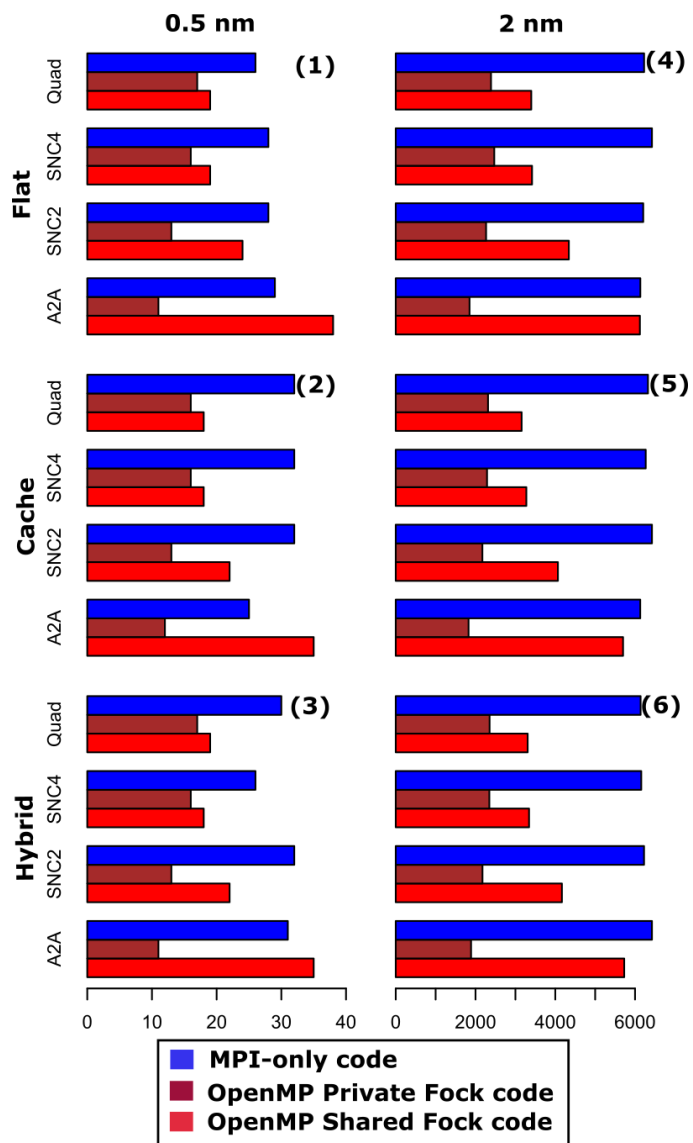 0.5 nm 2 nm
Flat
Quad (1) (4)
SNC4
SNC2
A2A
Cache
Quad (2) (5)
SNC4
SNC2
A2A
Hybrid
Quad (3) (6)
SNC4
SNC2
A2A
0 10 20 30 40 0 2000 4000 6000
MPI-only code
OpenMP Private Fock code
OpenMP Shared Fock code